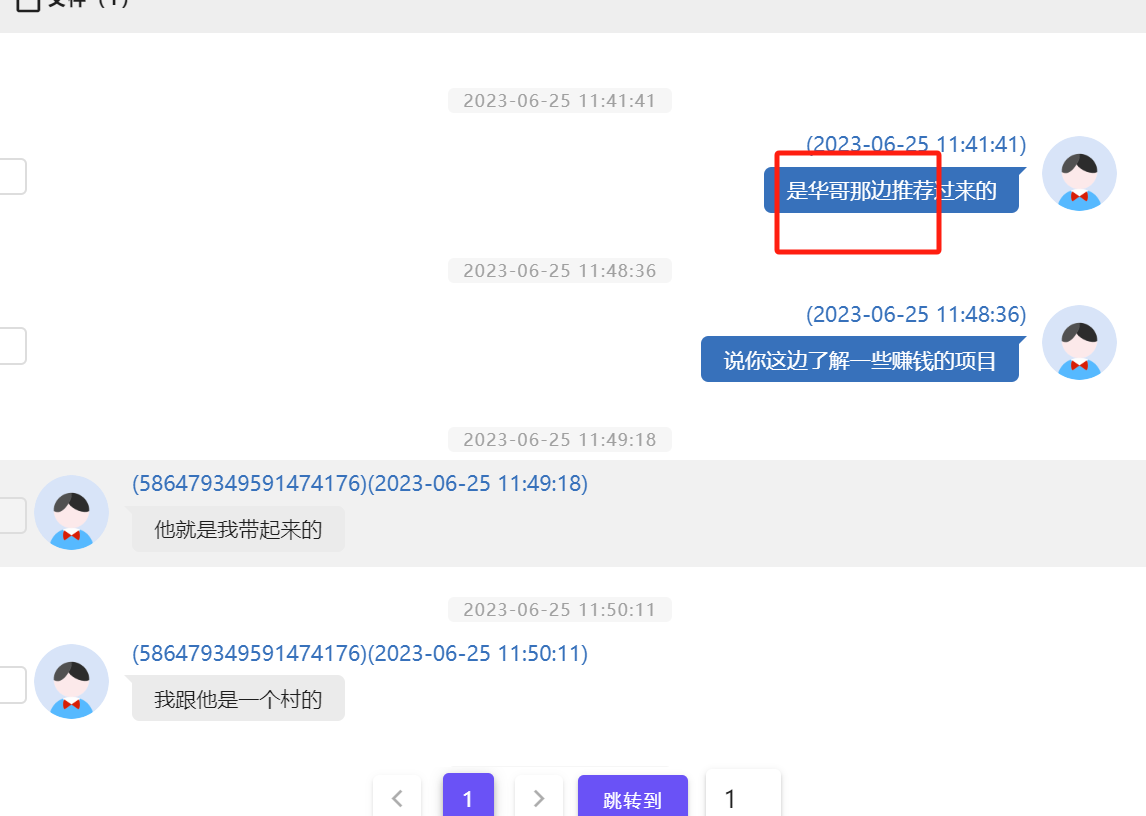 文件（1）
2023-06-25 11:41:41
(2023-06-25 11:41:41)
是华哥那边推荐过来的
2023-06-25 11:48:36
(2023-06-25 11:48:36)
说你这边了解一些赚钱的项目
2023-06-25 11:49:18
(586479349591474176)(2023-06-25 11:49:18)
他就是我带起来的
2023-06-25 11:50:11
(586479349591474176)(2023-06-25 11:50:11)
我跟他是一个村的
1 跳转到 1